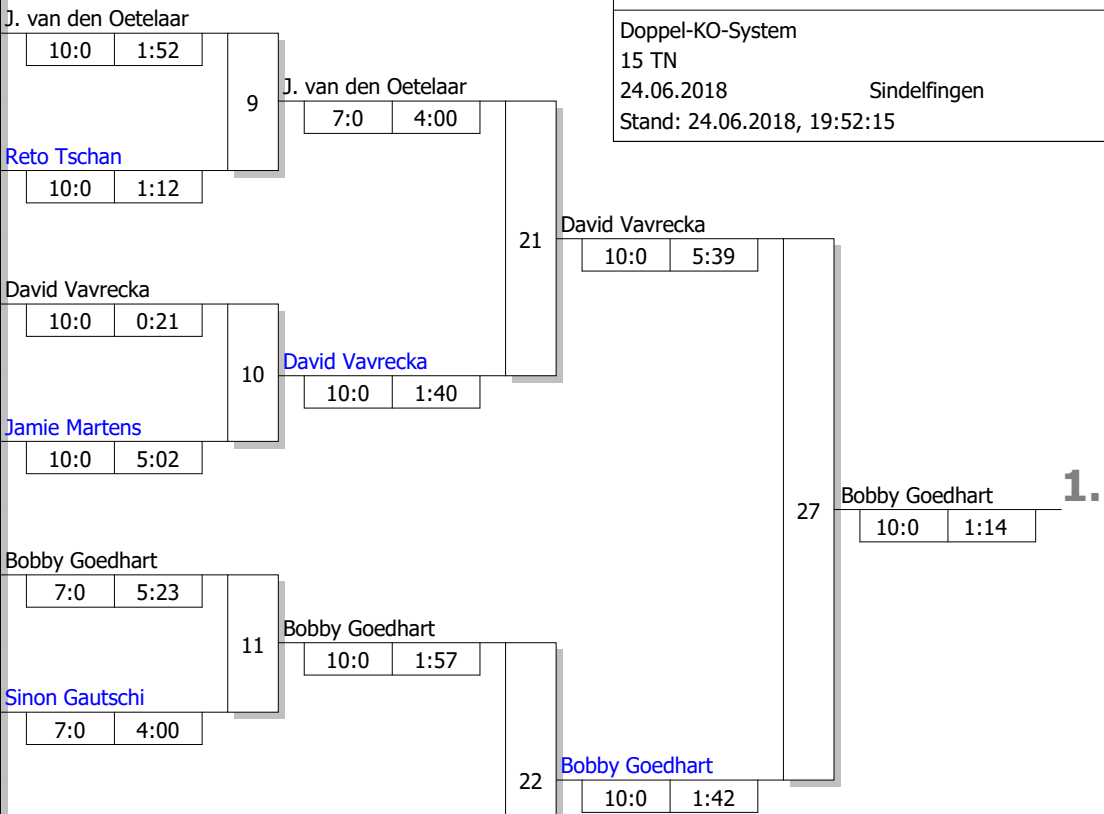 J. van den Oetelaar
10:0 1:52
9
Reto Tschan
10:0 1:12
David Vavrecka
10:0 0:21
10
Jamie Martens
10:0 5:02
Bobby Goedhart
7:0 5:23
11
Sinon Gautschi
7:0 4:00
J. van den Oetelaar
7:0 4:00
21
David Vavrecka
10:0 1:40
Bobby Goedhart
10:0 1:57
22
David Vavrecka
10:0 5:39
27
Bobby Goedhart
10:0 1:42
Bobby Goedhart
10:0 1:14
1.
Doppel-KO-System
15 TN
24.06.2018 Sindelfingen
Stand: 24.06.2018, 19:52:15